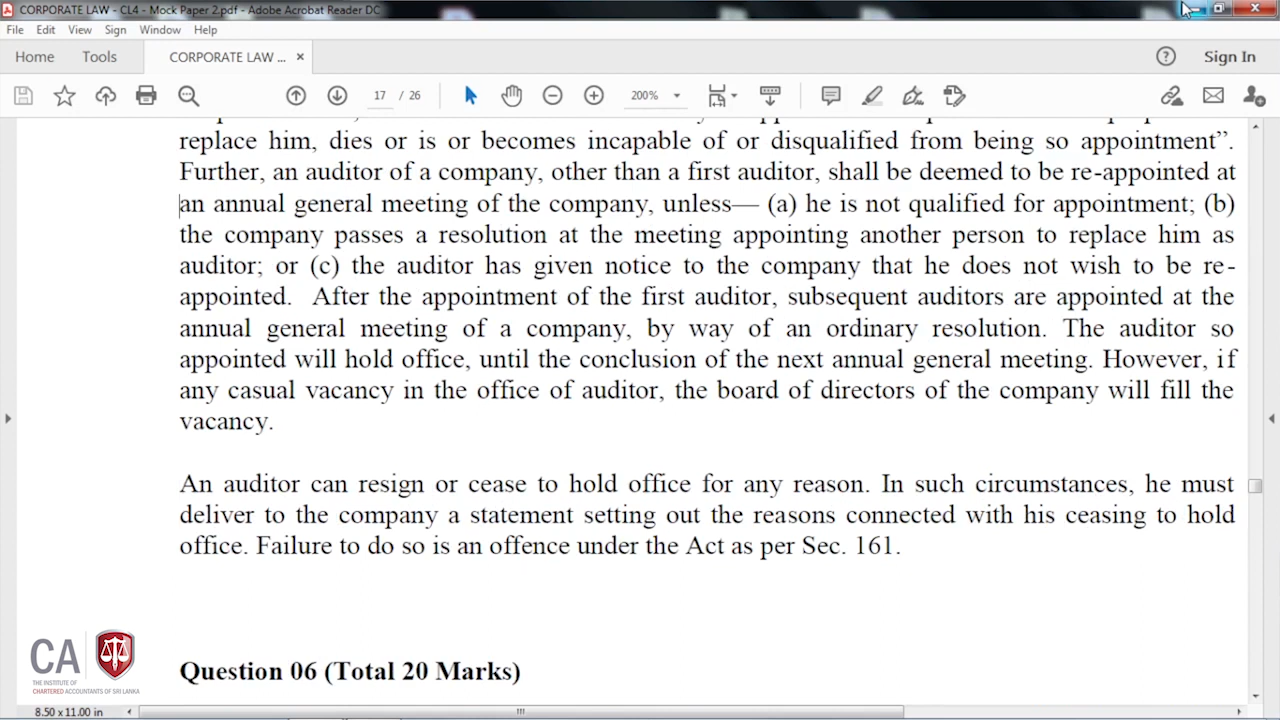 CORPORATE LAW - CL4 - Mock Paper 2.pdf - Adobe Acrobat Reader DC
File Edit View Sign Window Help
Home Tools CORPORATE LAW ... × Sign In
17 / 26 200%
replace him, dies or is or becomes incapable of or disqualified from being so appointment”.
Further, an auditor of a company, other than a first auditor, shall be deemed to be re-appointed at
an annual general meeting of the company, unless— (a) he is not qualified for appointment; (b)
the company passes a resolution at the meeting appointing another person to replace him as
auditor; or (c) the auditor has given notice to the company that he does not wish to be re-
appointed. After the appointment of the first auditor, subsequent auditors are appointed at the
annual general meeting of a company, by way of an ordinary resolution. The auditor so
appointed will hold office, until the conclusion of the next annual general meeting. However, if
any casual vacancy in the office of auditor, the board of directors of the company will fill the
vacancy.
An auditor can resign or cease to hold office for any reason. In such circumstances, he must
deliver to the company a statement setting out the reasons connected with his ceasing to hold
office. Failure to do so is an offence under the Act as per Sec. 161.
CA
THE INSTITUTE OF
CHARTERED ACCOUNTANTS OF SRI LANKA
Question 06 (Total 20 Marks)
8.50 x 11.00 in